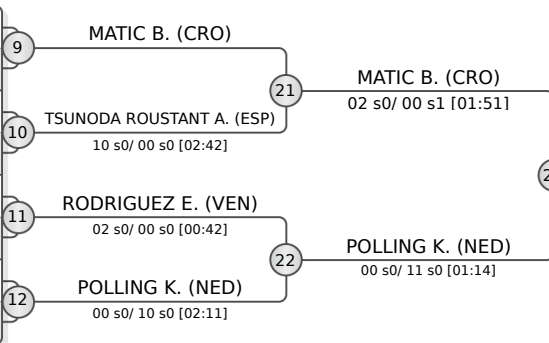 9
MATIC B. (CRO)
21
MATIC B. (CRO)
02 s0/ 00 s1 [01:51]
10
TSUNODA ROUSTANT A. (ESP)
10 s0/ 00 s0 [02:42]
11
RODRIGUEZ E. (VEN)
02 s0/ 00 s0 [00:42]
22
POLLING K. (NED)
00 s0/ 11 s0 [01:14]
12
POLLING K. (NED)
00 s0/ 10 s0 [02:11]